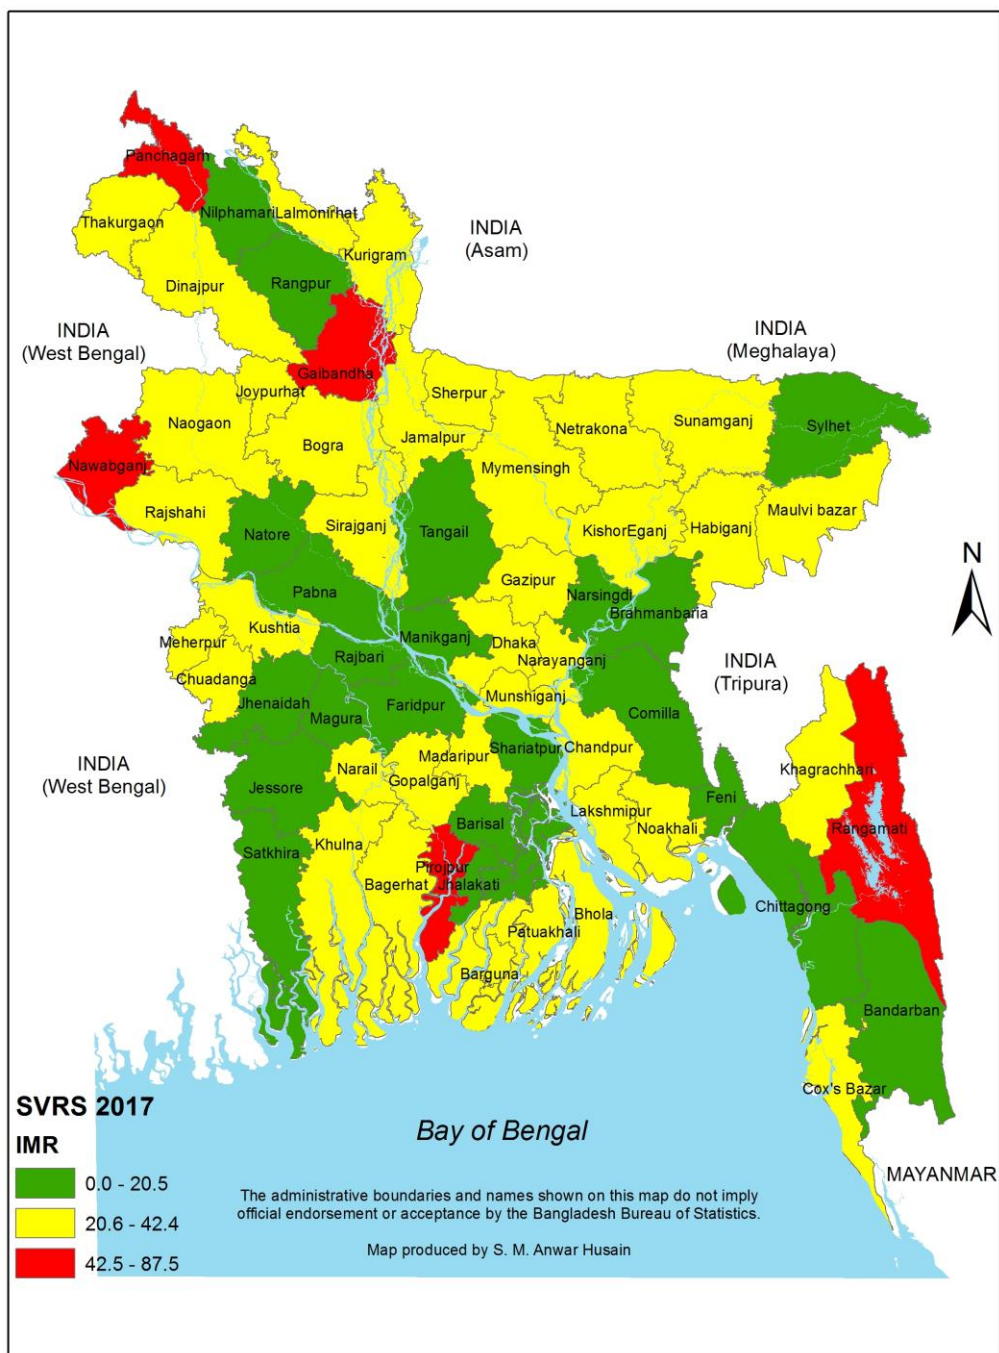 Panchagarh
Nilphamari
Lalmonirhat
Thakurgaon
Kurigram
INDIA
(Asam)
Dinajpur
Rangpur
INDIA
(West Bengal)
INDIA
(Meghalaya)
Gaibandha
Joypurhat
Sherpur
Naogaon
Sunamganj
Sylhet
Netrakona
Bogra
Jamalpur
Nawabganj
Mymensingh
Rajshahi
Maulvi bazar
Sirajganj
Natore
Tangail
KishorEganj
Habiganj
N
Gazipur
Pabna
Narsingdi
Brahmanbaria
Kushtia
Meherpur
Manikganj
Dhaka
Rajbari
Narayanganj
INDIA
(Tripura)
Chuadanga
Munshiganj
Jhenaidah
Magura
Faridpur
Comilla
Shariatpur
Chandpur
Madaripur
INDIA
(West Bengal)
Narail
Gopalganj
Khagrachhari
Jessore
Feni
Lakshmipur
Barisal
Noakhali
Rangamati
Khulna
Satkhira
Pirojpur
Bagerhat
Jhalakati
Chittagong
Bhola
Patuakhali
Barguna
Bandarban
Cox's Bazar
SVRS 2017
IMR
0.0 - 20.5
20.6 - 42.4
42.5 - 87.5
Bay of Bengal
MAYANMAR
The administrative boundaries and names shown on this map do not imply
official endorsement or acceptance by the Bangladesh Bureau of Statistics.
Map produced by S. M. Anwar Husain